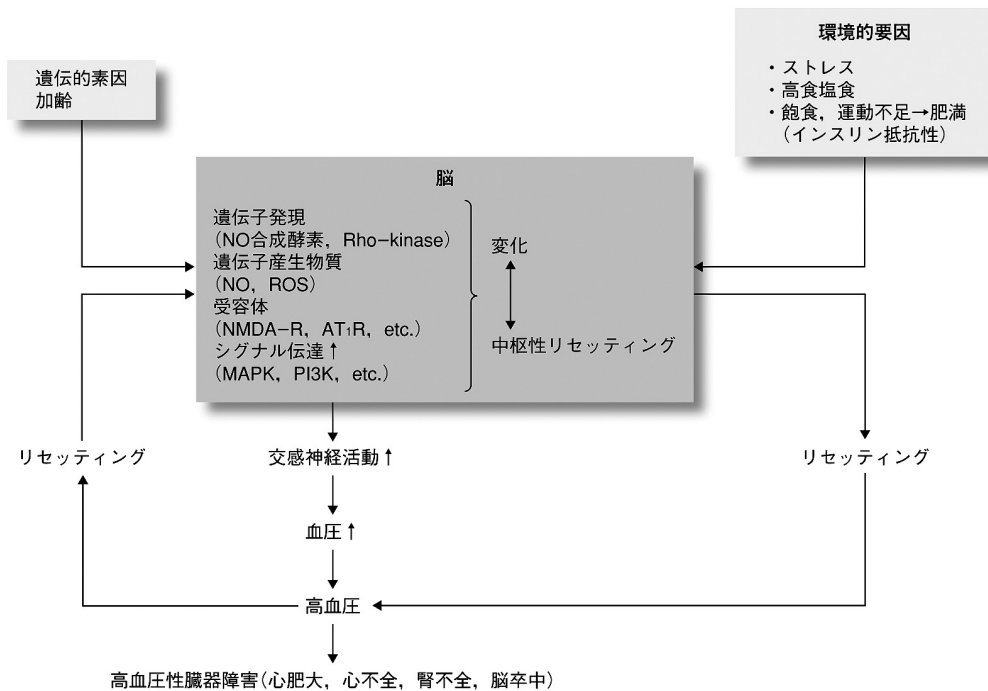 遺伝的素因
加齢
環境的要因
・ストレス
・高食塩食
・飽食，運動不足→肥満
（インスリン抵抗性）
脳
遺伝子発現
（NO合成酵素，Rho−kinase）
遺伝子産生物質
（NO，ROS）
受容体
（NMDA−R，AT₁R，etc.）
シグナル伝達↑
（MAPK，PI3K，etc.）
変化
中枢性リセッティング
リセッティング
交感神経活動↑
リセッティング
血圧↑
高血圧
高血圧性臓器障害（心肥大，心不全，腎不全，脳卒中）